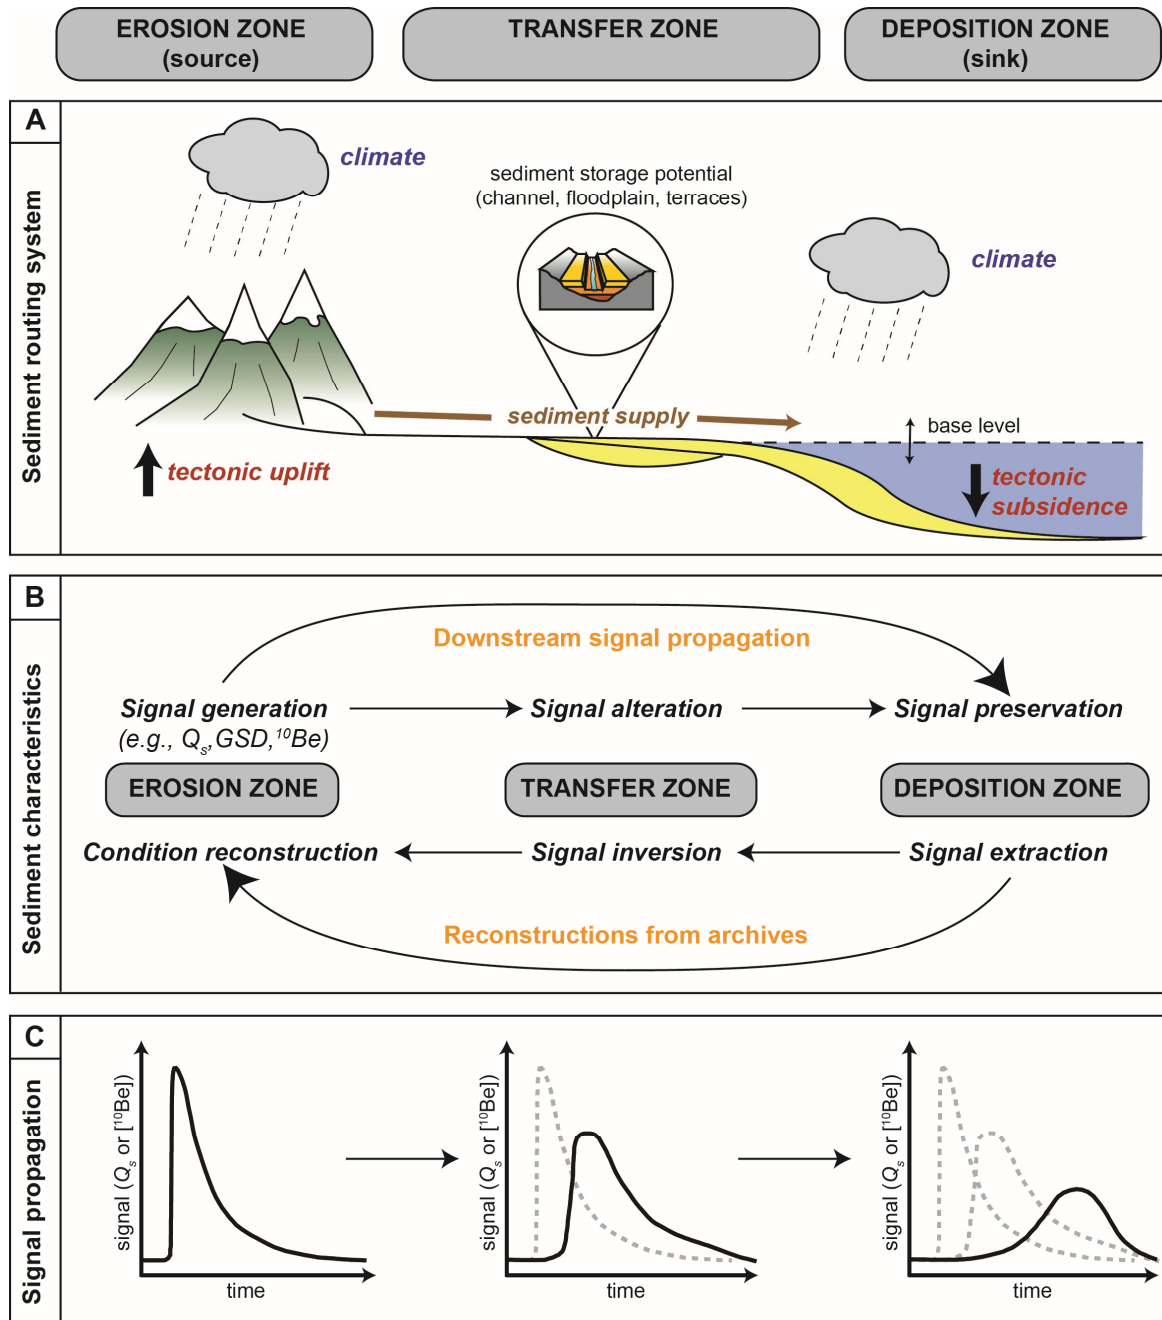 EROSION ZONE
(source)
TRANSFER ZONE
DEPOSITION ZONE
(sink)
A
Sediment routing system
climate
sediment storage potential
(channel, floodplain, terraces)
climate
sediment supply
base level
tectonic uplift
tectonic
subsidence
B
Sediment characteristics
Downstream signal propagation
Signal generation
(e.g., Qs,GSD,¹⁰Be)
Signal alteration
Signal preservation
EROSION ZONE
TRANSFER ZONE
DEPOSITION ZONE
Condition reconstruction
Signal inversion
Signal extraction
Reconstructions from archives
C
Signal propagation
signal (Qs or [¹⁰Be])
time
signal (Qs or [¹⁰Be])
time
signal (Qs or [¹⁰Be])
time